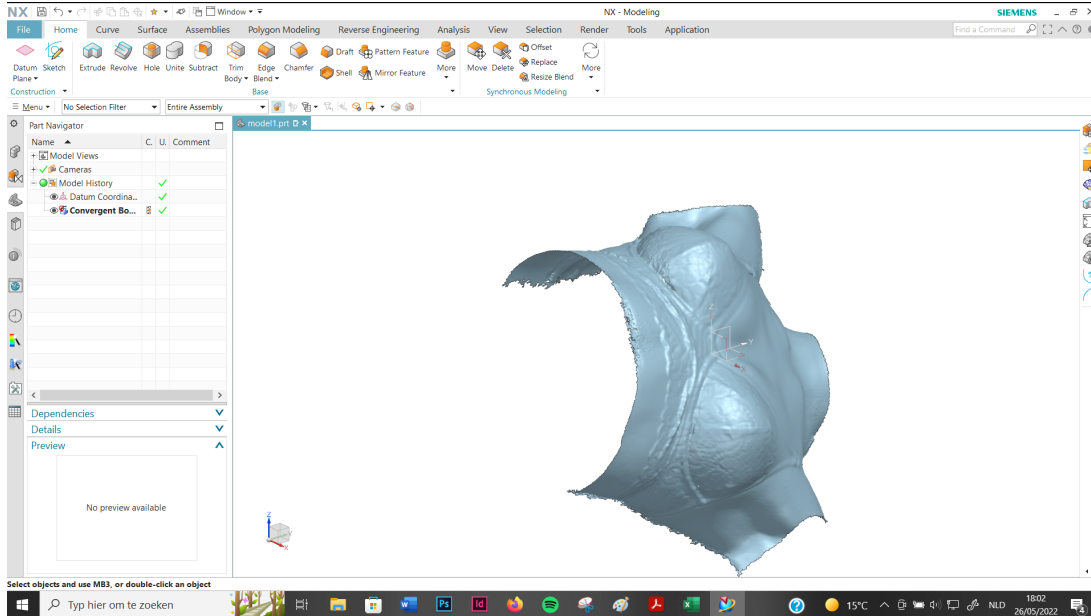 NX Window NX - Modeling SIEMENS
File Home Curve Surface Assemblies Polygon Modeling Reverse Engineering Analysis View Selection Render Tools Application Find a Command
Datum Plane Sketch Extrude Revolve Hole Unite Subtract Trim Body Edge Blend Chamfer Draft Shell Pattern Feature Mirror Feature More Move Delete Offset Replace Resize Blend More
Construction Base Synchronous Modeling
Menu No Selection Filter Entire Assembly
Part Navigator model1.prt
Name C. U. Comment
Model Views
Cameras
Model History
Datum Coordina...
Convergent Bo...
Dependencies
Details
Preview
No preview available
Z
X
Select objects and use MB3, or double-click an object
Typ hier om te zoeken Ps Id 15°C NLD 18:02
26/05/2022